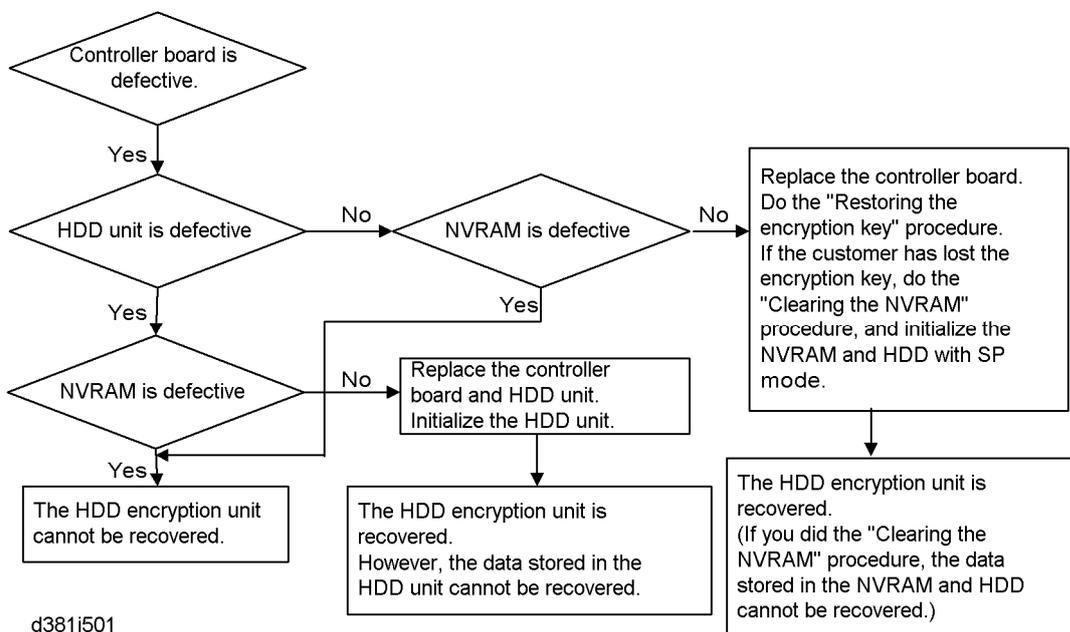 Controller board is
defective.
Yes
HDD unit is defective
No
NVRAM is defective
No
Replace the controller board.
Do the "Restoring the
encryption key" procedure.
If the customer has lost the
encryption key, do the
"Clearing the NVRAM"
procedure, and initialize the
NVRAM and HDD with SP
mode.
Yes
Yes
NVRAM is defective
No
Replace the controller
board and HDD unit.
Initialize the HDD unit.
Yes
The HDD encryption unit
cannot be recovered.
The HDD encryption unit is
recovered.
However, the data stored in the
HDD unit cannot be recovered.
The HDD encryption unit is
recovered.
(If you did the "Clearing the
NVRAM" procedure, the data
stored in the NVRAM and HDD
cannot be recovered.)
d381i501